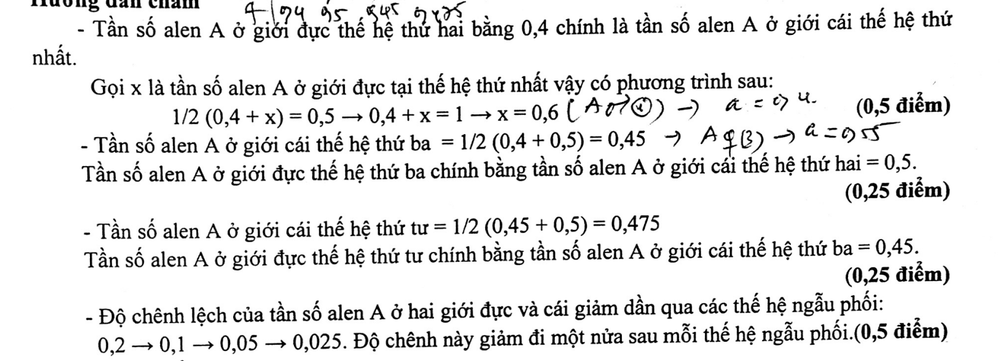 Hướng dẫn chấm
♀ 0,4 0,5 0,45 0,475
- Tần số alen A ở giới đực thế hệ thứ hai bằng 0,4 chính là tần số alen A ở giới cái thế hệ thứ
nhất.
Gọi x là tần số alen A ở giới đực tại thế hệ thứ nhất vậy có phương trình sau:
1/2 (0,4 + x) = 0,5 → 0,4 + x = 1 → x = 0,6 ( A ♂ ①) → a = 0,4. (0,5 điểm)
- Tần số alen A ở giới cái thế hệ thứ ba = 1/2 (0,4 + 0,5) = 0,45 → A ♀ (3) → a = 0,55
Tần số alen A ở giới đực thế hệ thứ ba chính bằng tần số alen A ở giới cái thế hệ thứ hai = 0,5.
(0,25 điểm)
- Tần số alen A ở giới cái thế hệ thứ tư = 1/2 (0,45 + 0,5) = 0,475
Tần số alen A ở giới đực thế hệ thứ tư chính bằng tần số alen A ở giới cái thế hệ thứ ba = 0,45.
(0,25 điểm)
- Độ chênh lệch của tần số alen A ở hai giới đực và cái giảm dần qua các thế hệ ngẫu phối:
0,2 → 0,1 → 0,05 → 0,025. Độ chênh này giảm đi một nửa sau mỗi thế hệ ngẫu phối.(0,5 điểm)